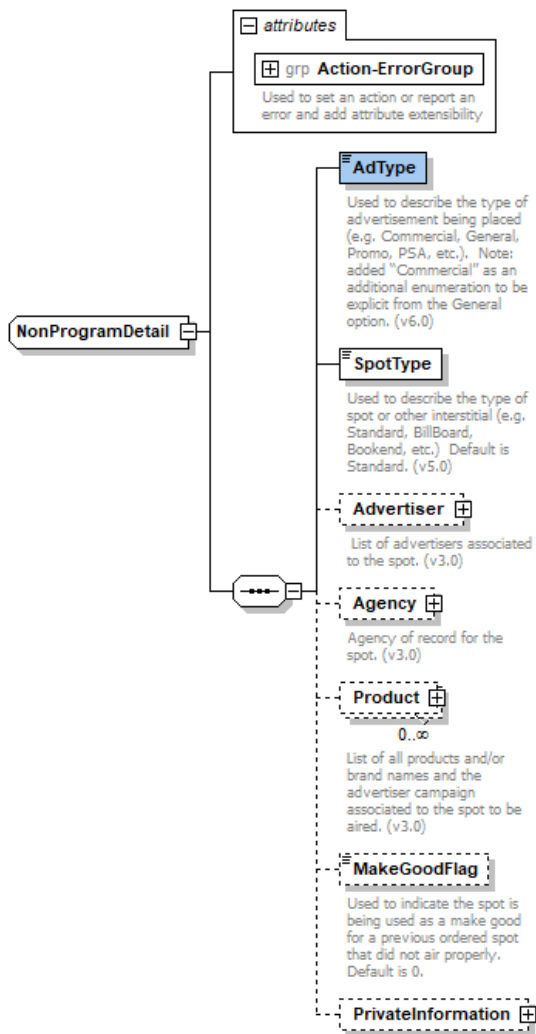 attributes
grp Action-ErrorGroup
Used to set an action or report an
error and add attribute extensibility
AdType
Used to describe the type of
advertisement being placed
(e.g. Commercial, General,
Promo, PSA, etc.).  Note:
added "Commercial" as an
additional enumeration to be
explicit from the General
option. (v6.0)
NonProgramDetail
SpotType
Used to describe the type of
spot or other interstitial (e.g.
Standard, BillBoard,
Bookend, etc.)  Default is
Standard. (v5.0)
Advertiser
List of advertisers associated
to the spot. (v3.0)
Agency
Agency of record for the
spot. (v3.0)
Product
0..∞
List of all products and/or
brand names and the
advertiser campaign
associated to the spot to be
aired. (v3.0)
MakeGoodFlag
Used to indicate the spot is
being used as a make good
for a previous ordered spot
that did not air properly.
Default is 0.
PrivateInformation